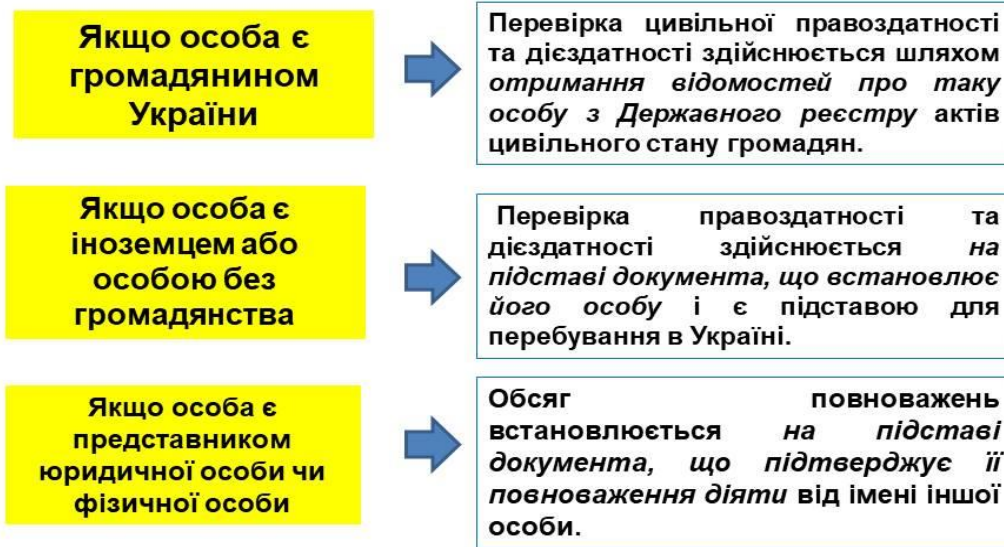 Якщо особа є
громадянином
України
Перевірка цивільної правоздатності
та дієздатності здійснюється шляхом
отримання відомостей про таку
особу з Державного реєстру актів
цивільного стану громадян.
Якщо особа є
іноземцем або
особою без
громадянства
Перевірка правоздатності та
дієздатності здійснюється на
підставі документа, що встановлює
його особу і є підставою для
перебування в Україні.
Якщо особа є
представником
юридичної особи чи
фізичної особи
Обсяг повноважень
встановлюється на підставі
документа, що підтверджує її
повноваження діяти від імені іншої
особи.